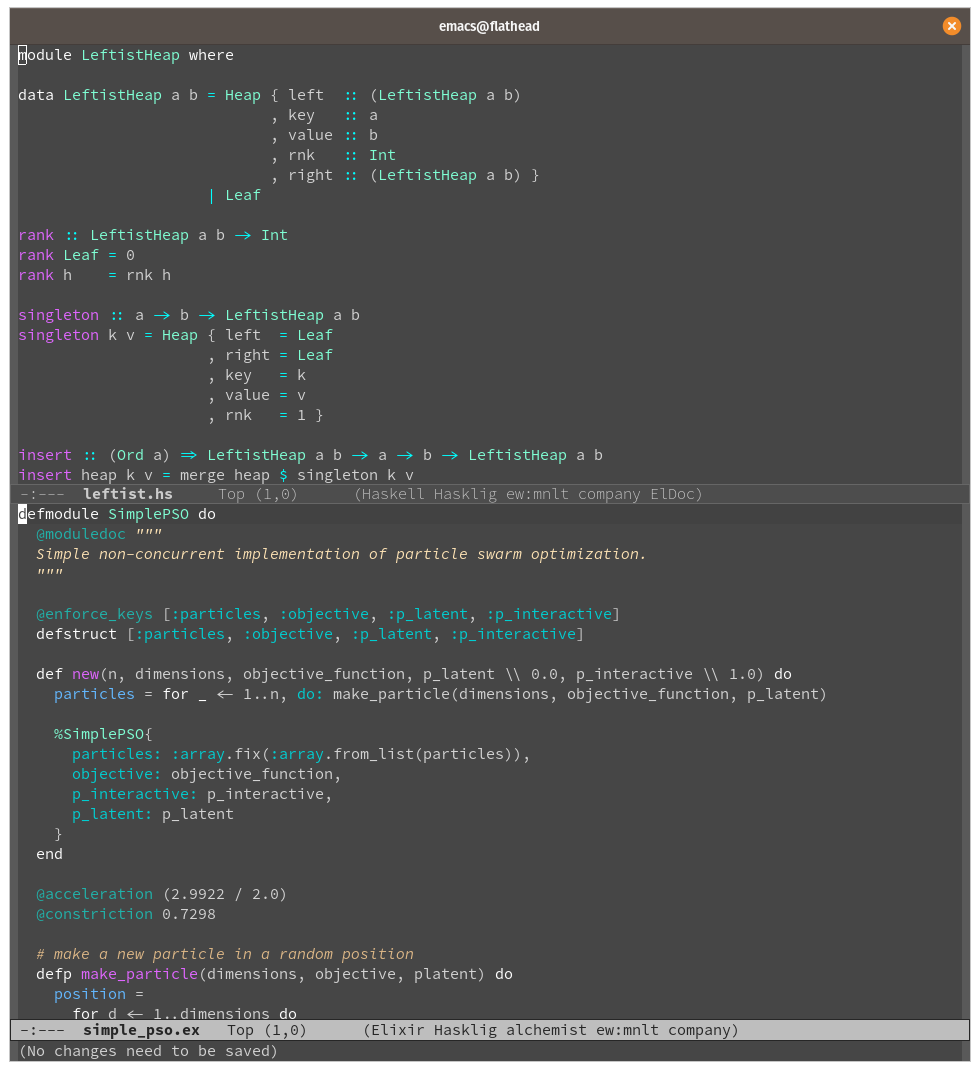 emacs@flathead
module LeftistHeap where
data LeftistHeap a b = Heap { left  ∷ (LeftistHeap a b)
                            , key   ∷ a
                            , value ∷ b
                            , rnk   ∷ Int
                            , right ∷ (LeftistHeap a b) }
                     | Leaf
rank ∷ LeftistHeap a b → Int
rank Leaf = 0
rank h    = rnk h
singleton ∷ a → b → LeftistHeap a b
singleton k v = Heap { left  = Leaf
                     , right = Leaf
                     , key   = k
                     , value = v
                     , rnk   = 1 }
insert ∷ (Ord a) ⇒ LeftistHeap a b → a → b → LeftistHeap a b
insert heap k v = merge heap $ singleton k v
-:---  leftist.hs     Top (1,0)      (Haskell Hasklig ew:mnlt company ElDoc)
defmodule SimplePSO do
  @moduledoc """
  Simple non-concurrent implementation of particle swarm optimization.
  """
  @enforce_keys [:particles, :objective, :p_latent, :p_interactive]
  defstruct [:particles, :objective, :p_latent, :p_interactive]
  def new(n, dimensions, objective_function, p_latent \\ 0.0, p_interactive \\ 1.0) do
    particles = for _ ← 1..n, do: make_particle(dimensions, objective_function, p_latent)
    %SimplePSO{
      particles: :array.fix(:array.from_list(particles)),
      objective: objective_function,
      p_interactive: p_interactive,
      p_latent: p_latent
    }
  end
  @acceleration (2.9922 / 2.0)
  @constriction 0.7298
  # make a new particle in a random position
  defp make_particle(dimensions, objective, platent) do
    position =
      for d ← 1..dimensions do
-:---  simple_pso.ex   Top (1,0)      (Elixir Hasklig alchemist ew:mnlt company)
(No changes need to be saved)